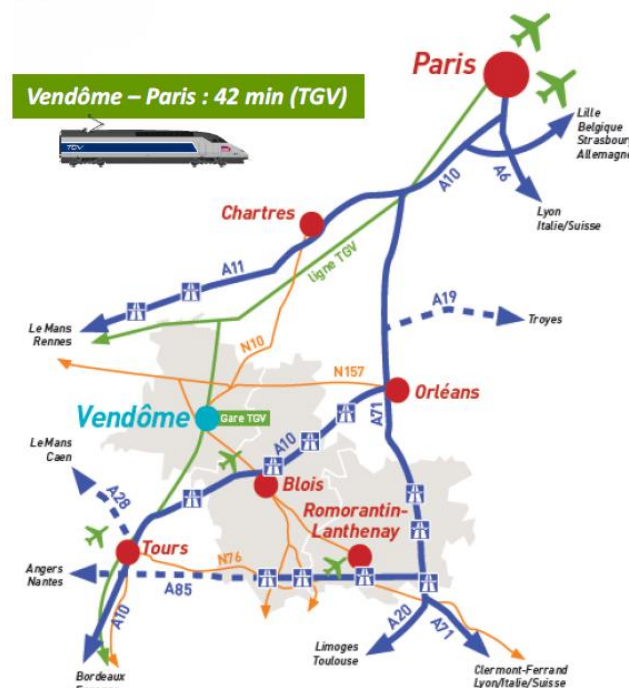 Paris
Vendôme – Paris : 42 min (TGV)
TGV
Lille
Belgique
Strasbourg
Allemagne
A10
A6
Lyon
Italie/Suisse
Chartres
ligne TGV
A11
A19
Troyes
Le Mans
Rennes
N10
N157
Orléans
Vendôme
Gare TGV
A71
A10
Le Mans
Caen
A28
Blois
Romorantin-
Lanthenay
Tours
N76
Angers
Nantes
A85
A10
A20
A71
Limoges
Toulouse
Clermont-Ferrand
Lyon/Italie/Suisse
Bordeaux